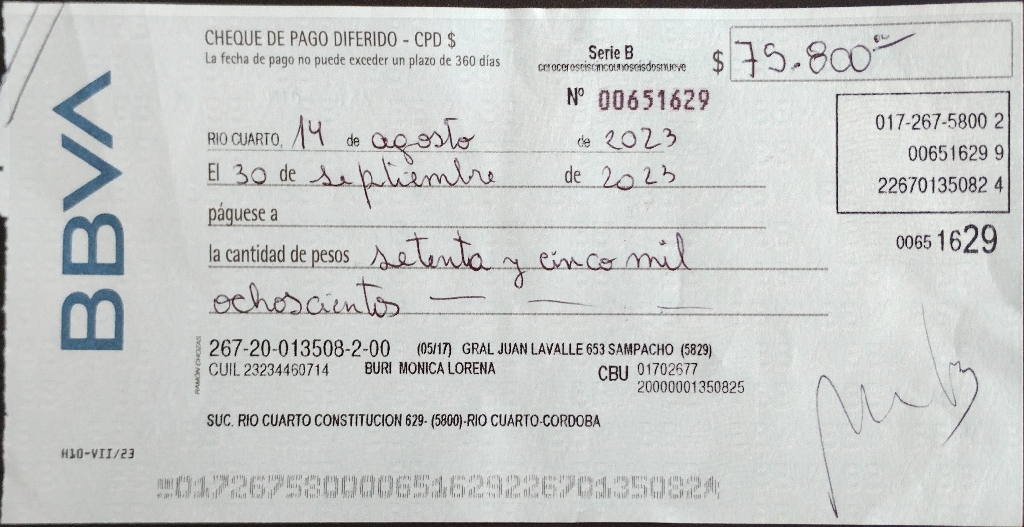 BBVA
CHEQUE DE PAGO DIFERIDO - CPD $
La fecha de pago no puede exceder un plazo de 360 días
Serie B
ceroceroseiscincounoseisdosnueve
$ 75.800
Nº 00651629
RIO CUARTO, 14 de agosto de 2023
El 30 de septiembre de 2023
páguese a
la cantidad de pesos setenta y cinco mil
ochoscientos
017-267-5800 2
00651629 9
22670135082 4
0065 1629
267-20-013508-2-00 (05/17) GRAL JUAN LAVALLE 653 SAMPACHO (5829)
CUIL 23234460714 BURI MONICA LORENA CBU 01702677
20000001350825
SUC. RIO CUARTO CONSTITUCION 629- (5800)-RIO CUARTO-CORDOBA
H10-VII/23
01726758000065162922670135082